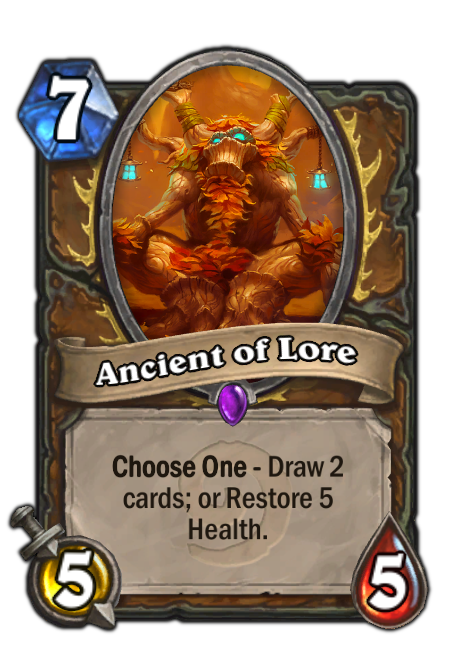 7
Ancient of Lore
Choose One - Draw 2
cards; or Restore 5
Health.
5
5